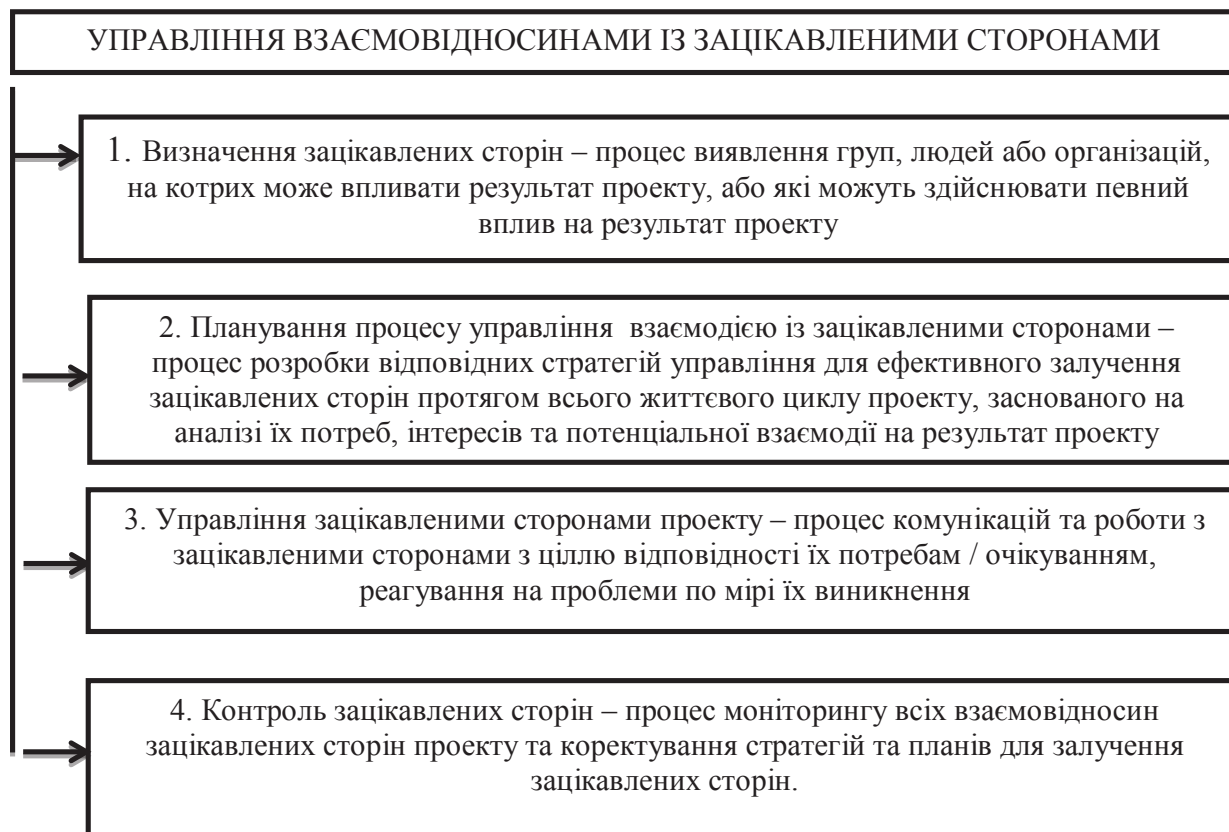 УПРАВЛІННЯ ВЗАЄМОВІДНОСИНАМИ ІЗ ЗАЦІКАВЛЕНИМИ СТОРОНАМИ
1. Визначення зацікавлених сторін – процес виявлення груп, людей або організацій,
на котрих може впливати результат проекту, або які можуть здійснювати певний
вплив на результат проекту
2. Планування процесу управління взаємодією із зацікавленими сторонами –
процес розробки відповідних стратегій управління для ефективного залучення
зацікавлених сторін протягом всього життєвого циклу проекту, заснованого на
аналізі їх потреб, інтересів та потенціальної взаємодії на результат проекту
3. Управління зацікавленими сторонами проекту – процес комунікацій та роботи з
зацікавленими сторонами з ціллю відповідності їх потребам / очікуванням,
реагування на проблеми по мірі їх виникнення
4. Контроль зацікавлених сторін – процес моніторингу всіх взаємовідносин
зацікавлених сторін проекту та коректування стратегій та планів для залучення
зацікавлених сторін.